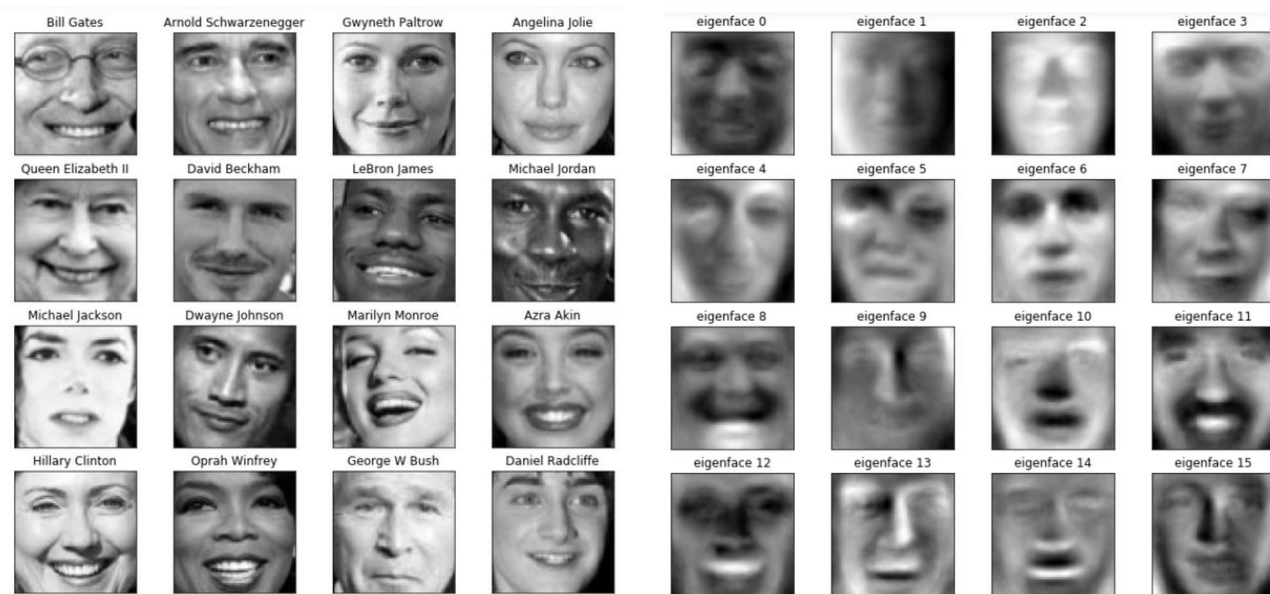 Bill Gates
Arnold Schwarzenegger
Gwyneth Paltrow
Angelina Jolie
Queen Elizabeth II
David Beckham
LeBron James
Michael Jordan
Michael Jackson
Dwayne Johnson
Marilyn Monroe
Azra Akin
Hillary Clinton
Oprah Winfrey
George W Bush
Daniel Radcliffe
eigenface 0
eigenface 1
eigenface 2
eigenface 3
eigenface 4
eigenface 5
eigenface 6
eigenface 7
eigenface 8
eigenface 9
eigenface 10
eigenface 11
eigenface 12
eigenface 13
eigenface 14
eigenface 15